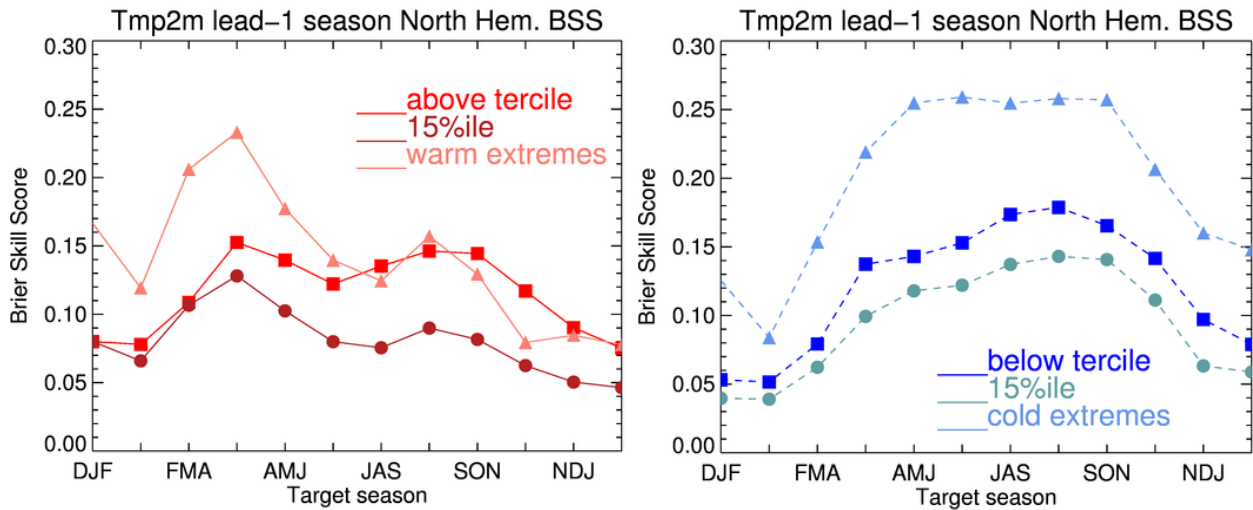 Tmp2m lead-1 season North Hem. BSS
0.30
0.25
0.20
0.15
0.10
0.05
0.00
Brier Skill Score
above tercile
15%ile
warm extremes
DJF FMA AMJ JAS SON NDJ
Target season
Tmp2m lead-1 season North Hem. BSS
0.30
0.25
0.20
0.15
0.10
0.05
0.00
Brier Skill Score
below tercile
15%ile
cold extremes
DJF FMA AMJ JAS SON NDJ
Target season